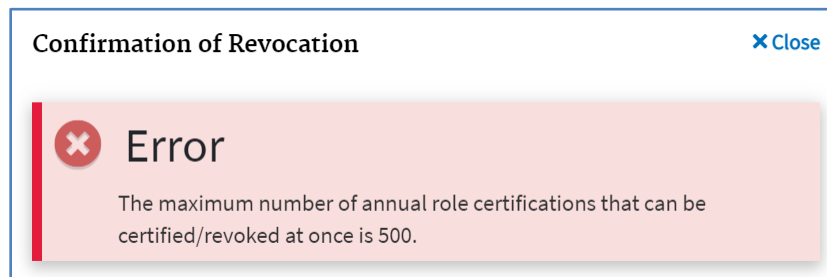 Confirmation of Revocation
Close
Error
The maximum number of annual role certifications that can be
certified/revoked at once is 500.